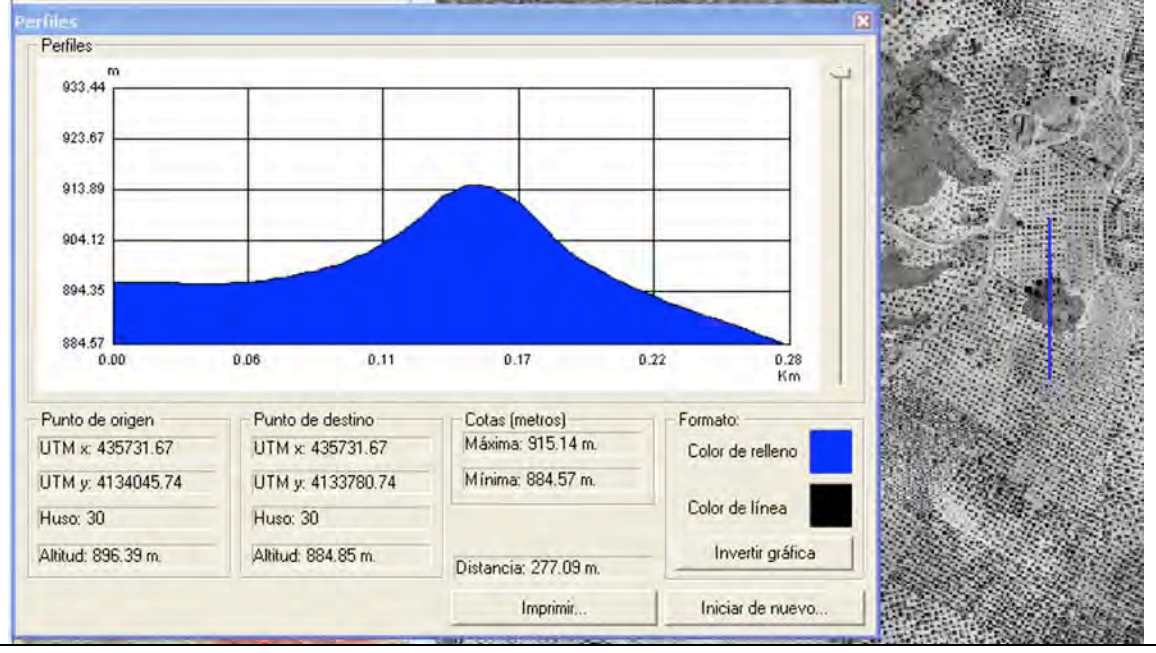 Perfiles
Perfiles
m
933.44
923.67
913.89
904.12
894.35
884.57
0.00 0.06 0.11 0.17 0.22 0.28
Km
Punto de origen
UTM x: 435731.67
UTM y: 4134045.74
Huso: 30
Altitud: 896.39 m.
Punto de destino
UTM x: 435731.67
UTM y: 4133780.74
Huso: 30
Altitud: 884.85 m.
Cotas (metros)
Máxima: 915.14 m.
Mínima: 884.57 m.
Distancia: 277.09 m.
Formato:
Color de relleno
Color de línea
Invertir gráfica
Imprimir...
Iniciar de nuevo...